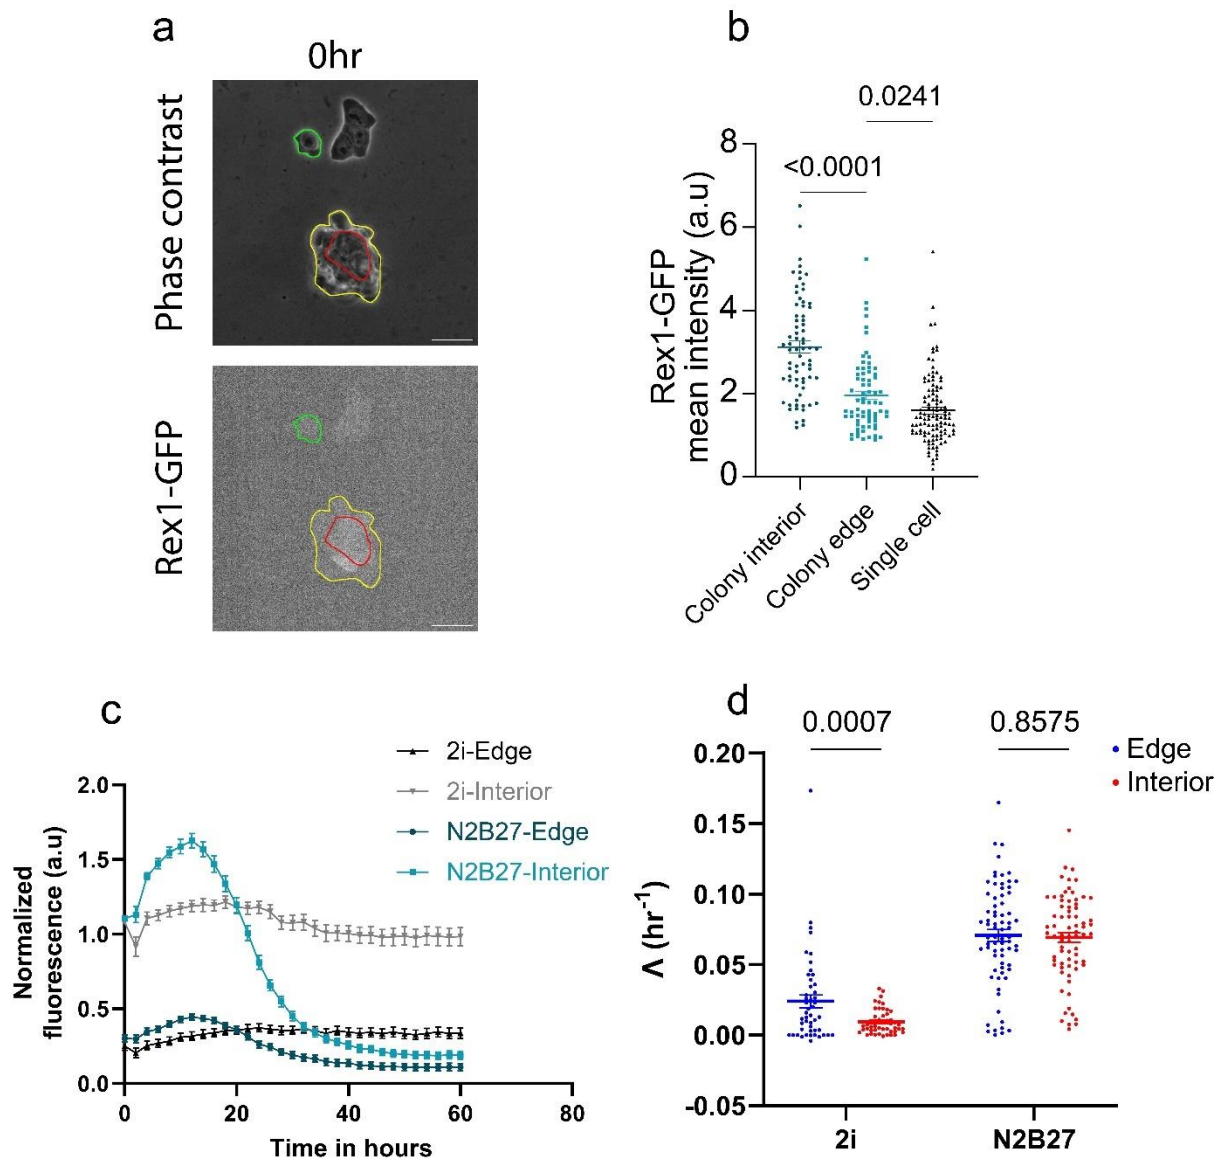 a
0hr
Phase contrast
Rex1-GFP
b
0.0241
<0.0001
Rex1-GFP
mean intensity (a.u)
8
6
4
2
0
Colony interior
Colony edge
Single cell
c
2i-Edge
2i-Interior
N2B27-Edge
N2B27-Interior
Normalized
fluorescence (a.u)
2.0
1.5
1.0
0.5
0.0
0
20
40
60
80
Time in hours
d
0.0007
0.8575
Edge
Interior
Λ (hr⁻¹)
0.20
0.15
0.10
0.05
0.00
-0.05
2i
N2B27